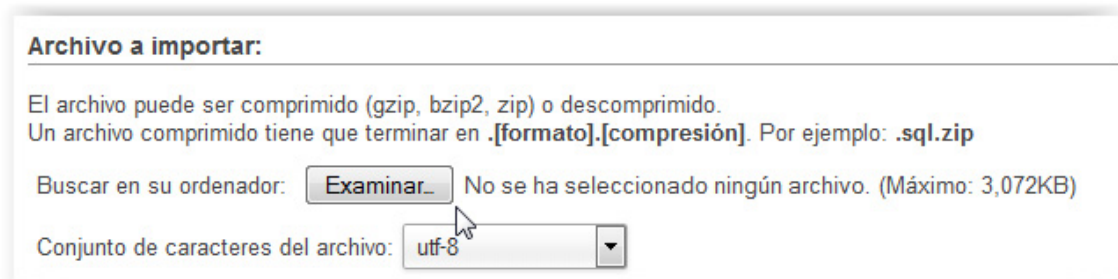 Archivo a importar:
El archivo puede ser comprimido (gzip, bzip2, zip) o descomprimido.
Un archivo comprimido tiene que terminar en .[formato].[compresión]. Por ejemplo: .sql.zip
Buscar en su ordenador: Examinar... No se ha seleccionado ningún archivo. (Máximo: 3,072KB)
Conjunto de caracteres del archivo: utf-8